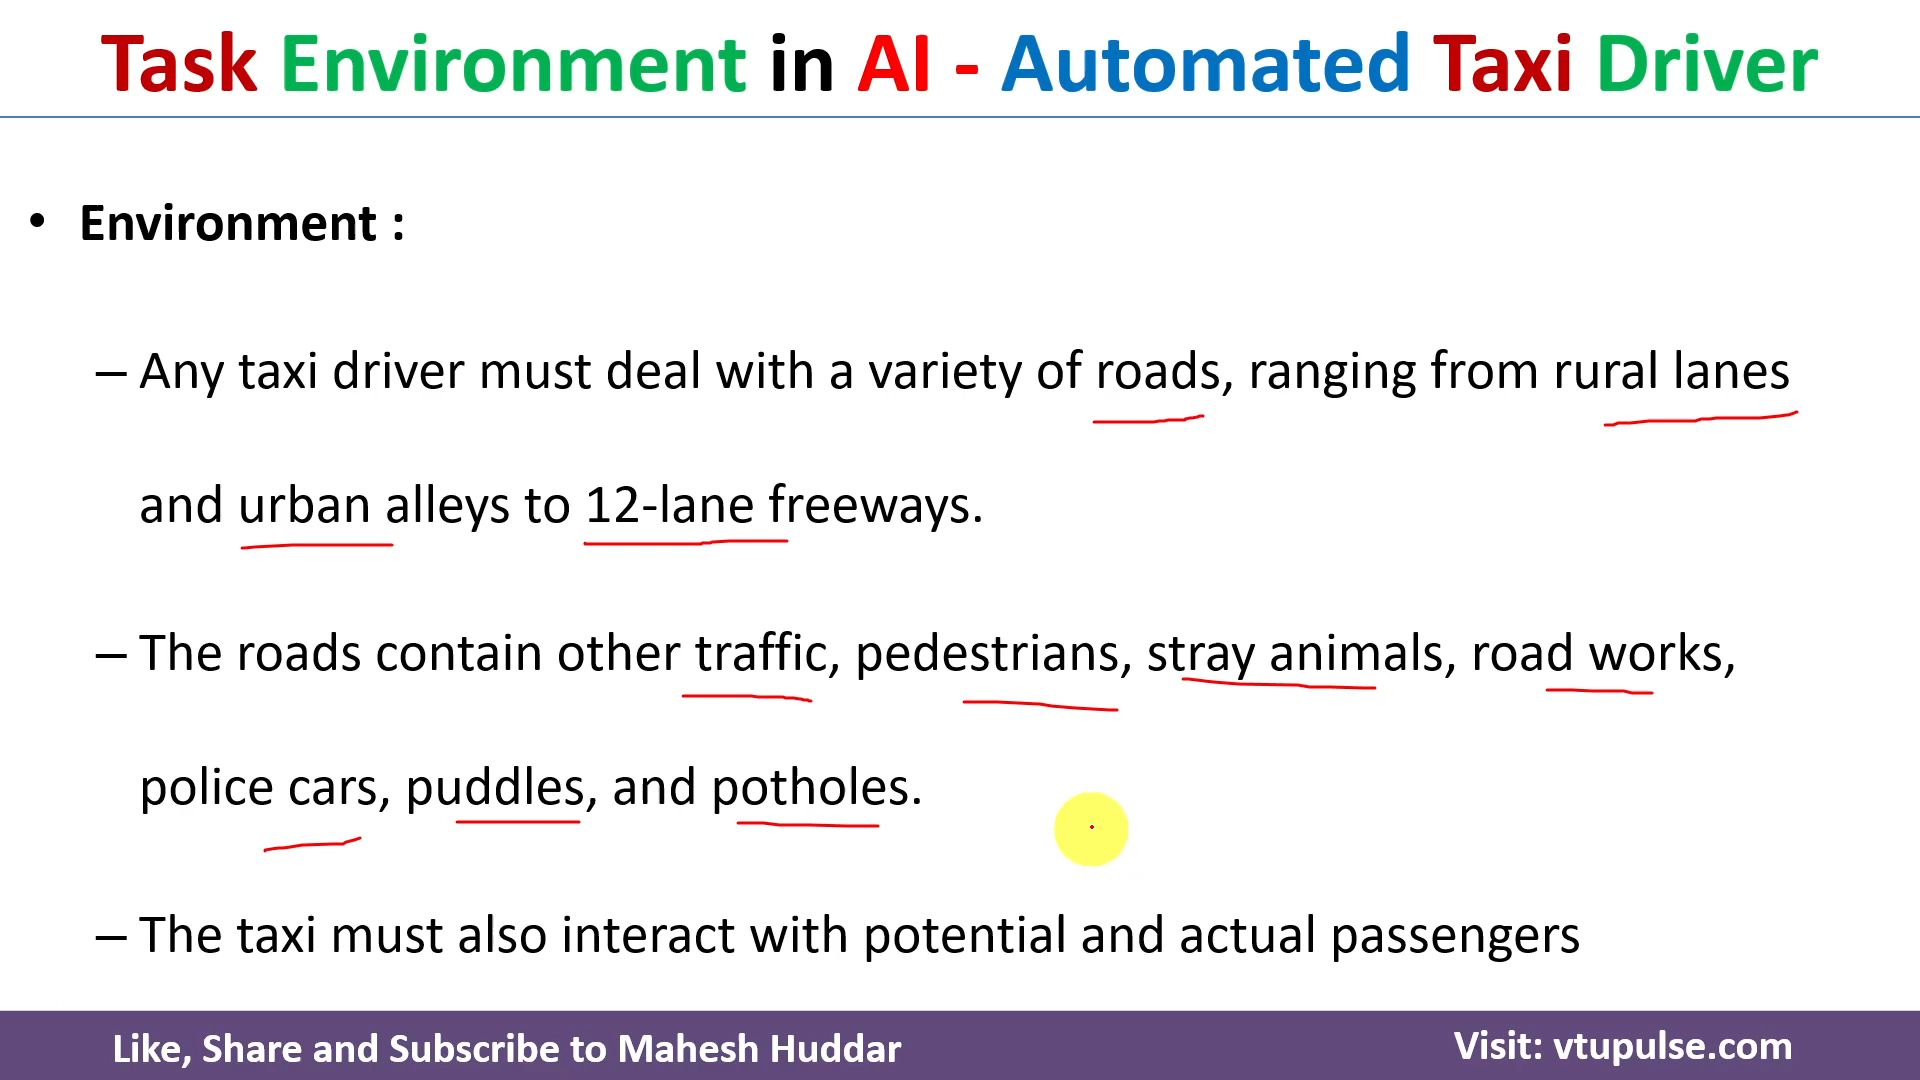 Task Environment in AI - Automated Taxi Driver
• Environment :
– Any taxi driver must deal with a variety of roads, ranging from rural lanes
and urban alleys to 12-lane freeways.
– The roads contain other traffic, pedestrians, stray animals, road works,
police cars, puddles, and potholes.
– The taxi must also interact with potential and actual passengers
Like, Share and Subscribe to Mahesh Huddar
Visit: vtupulse.com